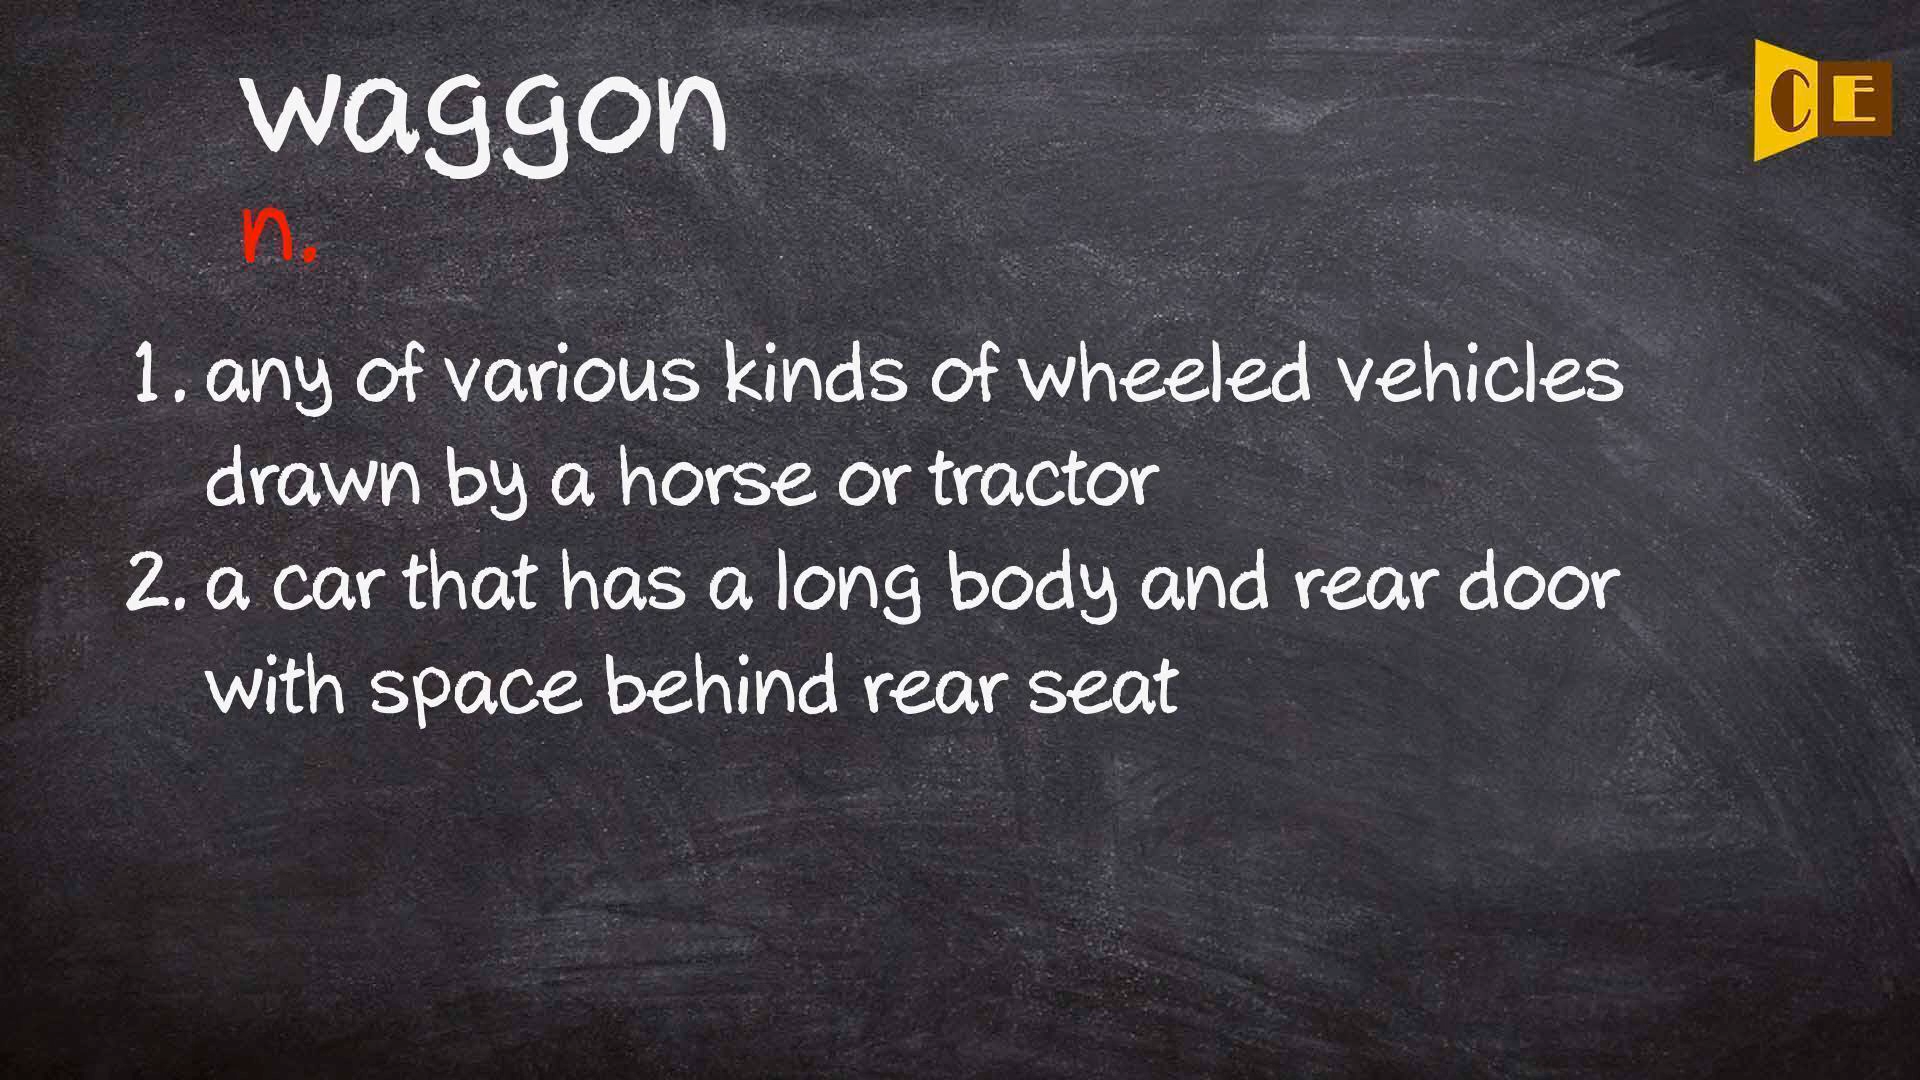 waggon
CE
n.
1. any of various kinds of wheeled vehicles
drawn by a horse or tractor
2. a car that has a long body and rear door
with space behind rear seat